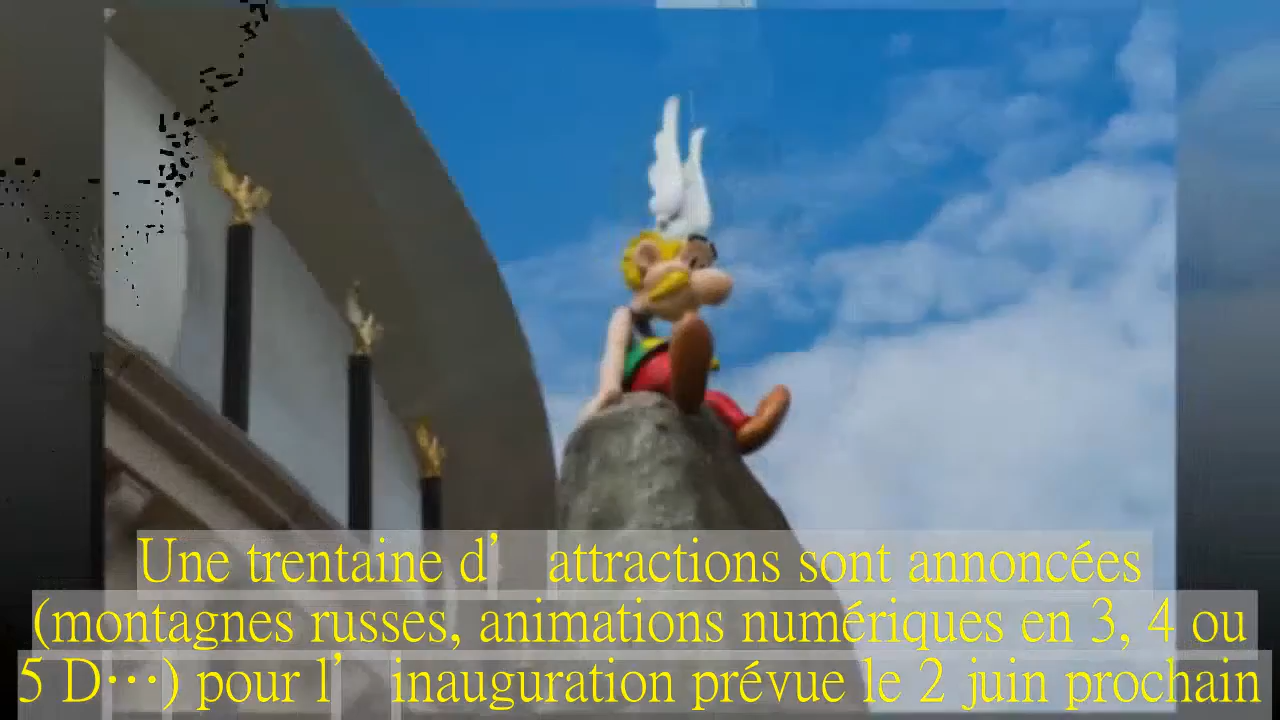 Une trentaine d’attractions sont annoncées
(montagnes russes, animations numériques en 3, 4 ou
5 D…) pour l’inauguration prévue le 2 juin prochain